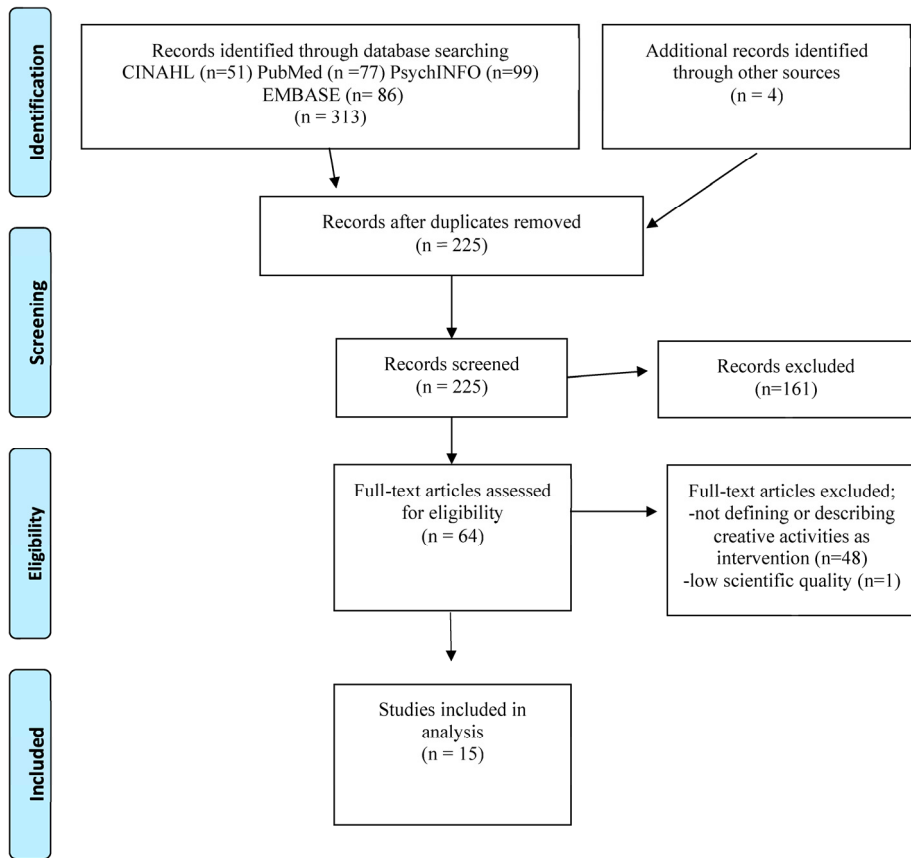 Identification
Records identified through database searching
CINAHL (n=51) PubMed (n =77) PsychINFO (n=99)
EMBASE (n= 86)
(n = 313)
Additional records identified
through other sources
(n = 4)
Records after duplicates removed
(n = 225)
Screening
Records screened
(n = 225)
Records excluded
(n=161)
Eligibility
Full-text articles assessed
for eligibility
(n = 64)
Full-text articles excluded;
-not defining or describing
creative activities as
intervention (n=48)
-low scientific quality (n=1)
Included
Studies included in
analysis
(n = 15)